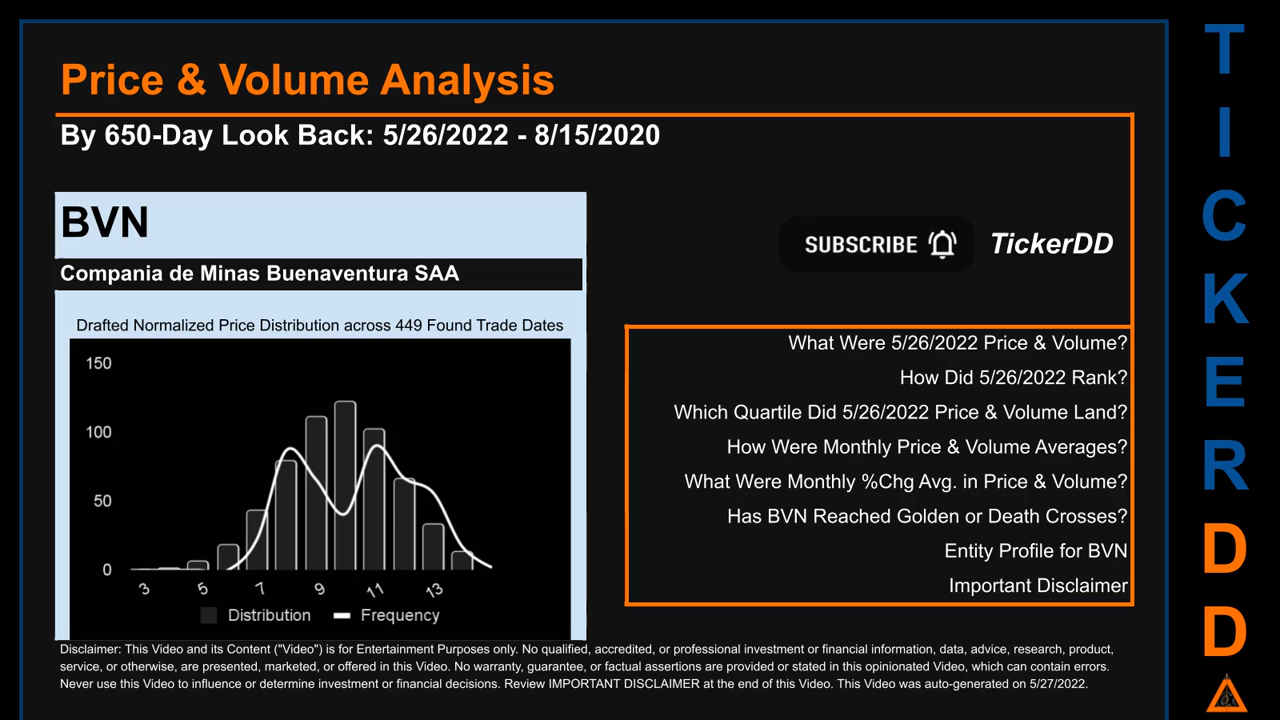 Price & Volume Analysis
By 650-Day Look Back: 5/26/2022 - 8/15/2020
BVN
Compania de Minas Buenaventura SAA
Drafted Normalized Price Distribution across 449 Found Trade Dates
150
100
50
0
3 5 7 9 11 13
Distribution Frequency
SUBSCRIBE TickerDD
What Were 5/26/2022 Price & Volume?
How Did 5/26/2022 Rank?
Which Quartile Did 5/26/2022 Price & Volume Land?
How Were Monthly Price & Volume Averages?
What Were Monthly %Chg Avg. in Price & Volume?
Has BVN Reached Golden or Death Crosses?
Entity Profile for BVN
Important Disclaimer
Disclaimer: This Video and its Content ("Video") is for Entertainment Purposes only. No qualified, accredited, or professional investment or financial information, data, advice, research, product,
service, or otherwise, are presented, marketed, or offered in this Video. No warranty, guarantee, or factual assertions are provided or stated in this opinionated Video, which can contain errors.
Never use this Video to influence or determine investment or financial decisions. Review IMPORTANT DISCLAIMER at the end of this Video. This Video was auto-generated on 5/27/2022.
T
I
C
K
E
R
D
D